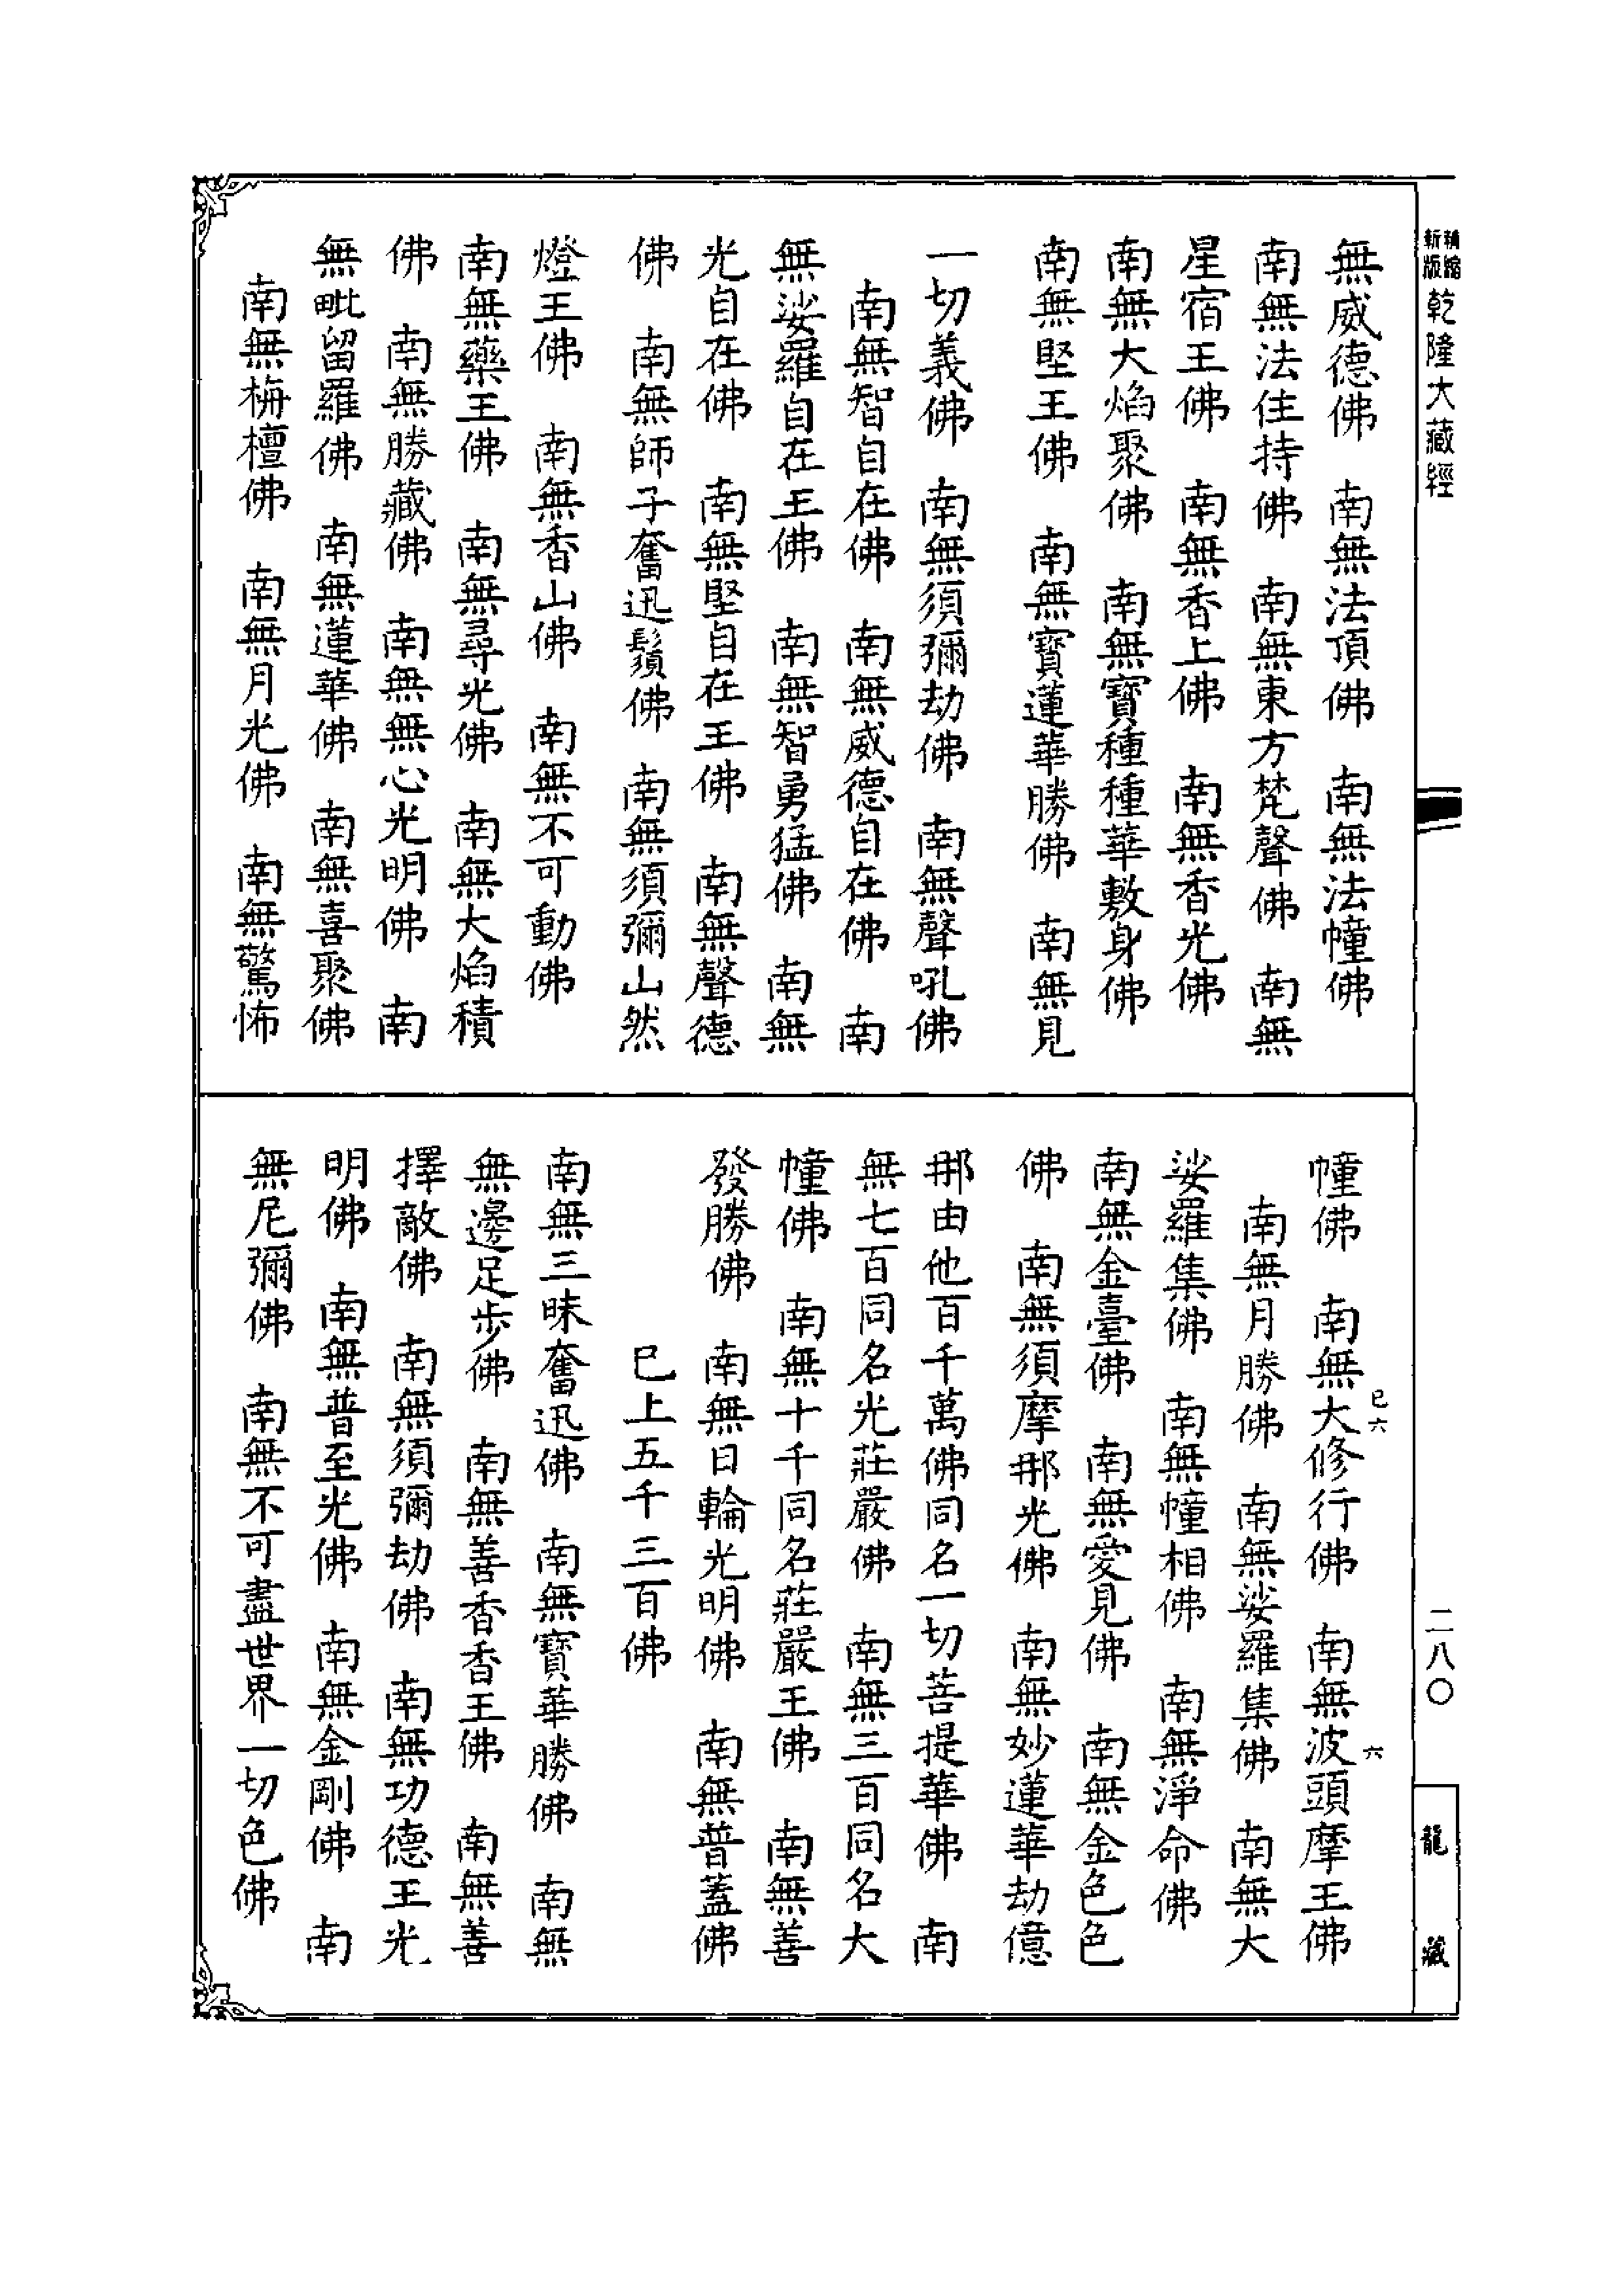 新版
精縮
乾隆大藏經
無威德佛　南無法頂佛　南無法幢佛
南無法住持佛　南無東方梵聲佛　南無
星宿王佛　南無香上佛　南無香光佛
南無大焰聚佛　南無寶種種華敷身佛
南無堅王佛　南無寶蓮華勝佛　南無見
一切義佛　南無須彌劫佛　南無聲吼佛
南無智自在佛　南無威德自在佛　南
無娑羅自在王佛　南無智勇猛佛　南無
光自在佛　南無堅自在王佛　南無聲德
佛　南無師子奮迅鬚佛　南無須彌山然
燈王佛　南無香山佛　南無不可動佛
南無藥王佛　南無尋光佛　南無大焰積
佛　南無勝藏佛　南無無心光明佛　南
無毗留羅佛　南無蓮華佛　南無喜聚佛
南無栴檀佛　南無月光佛　南無驚怖
幢佛　南無大修行佛　南無波頭摩王佛
南無月勝佛　南無娑羅集佛　南無大
娑羅集佛　南無幢相佛　南無淨命佛
南無金臺佛　南無愛見佛　南無金色色
佛　南無須摩那光佛　南無妙蓮華劫億
那由他百千萬佛同名一切菩提華佛　南
無七百同名光莊嚴佛　南無三百同名大
幢佛　南無十千同名莊嚴王佛　南無善
發勝佛　南無日輪光明佛　南無普蓋佛
已上五千三百佛
南無三昧奮迅佛　南無寶華勝佛　南無
無邊足步佛　南無善香香王佛　南無善
擇敵佛　南無須彌劫佛　南無功德王光
明佛　南無普至光佛　南無金剛佛　南
無尼彌佛　南無不可盡世界一切色佛
巳六
六
二八〇
龍藏